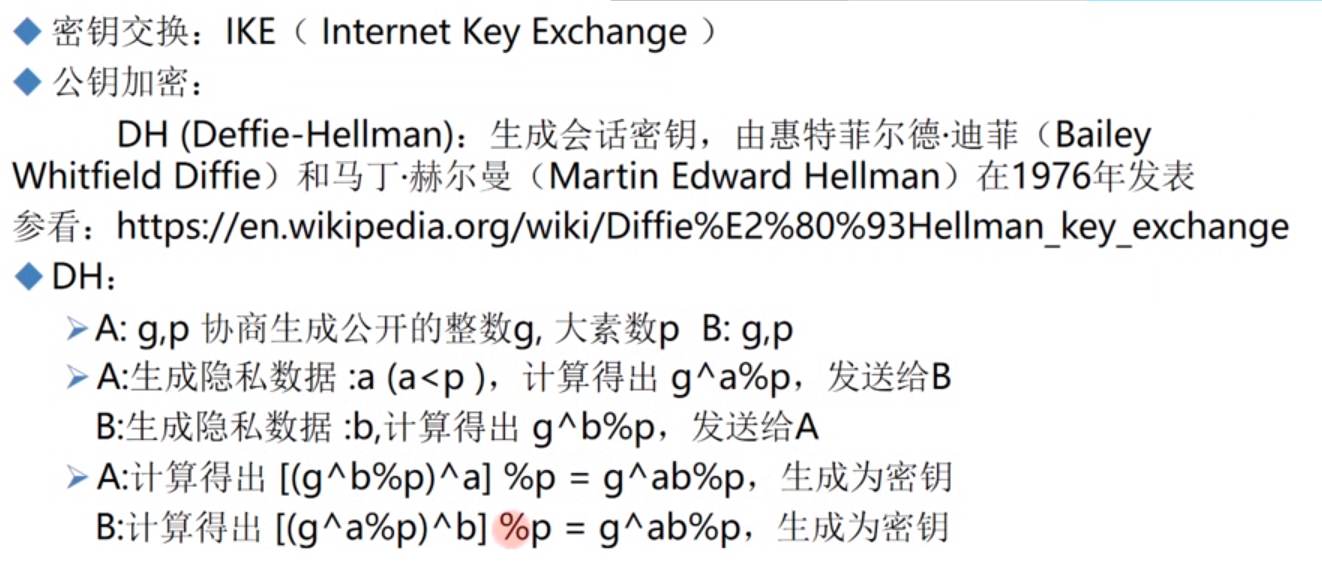 密钥交换：IKE（ Internet Key Exchange ）
公钥加密：
DH (Deffie-Hellman)：生成会话密钥，由惠特菲尔德·迪菲（Bailey
Whitfield Diffie）和马丁·赫尔曼（Martin Edward Hellman）在1976年发表
参看：https://en.wikipedia.org/wiki/Diffie%E2%80%93Hellman_key_exchange
DH：
A: g,p 协商生成公开的整数g, 大素数p B: g,p
A:生成隐私数据 :a (a<p )，计算得出 g^a%p，发送给B
B:生成隐私数据 :b,计算得出 g^b%p，发送给A
A:计算得出 [(g^b%p)^a] %p = g^ab%p，生成为密钥
B:计算得出 [(g^a%p)^b] %p = g^ab%p，生成为密钥